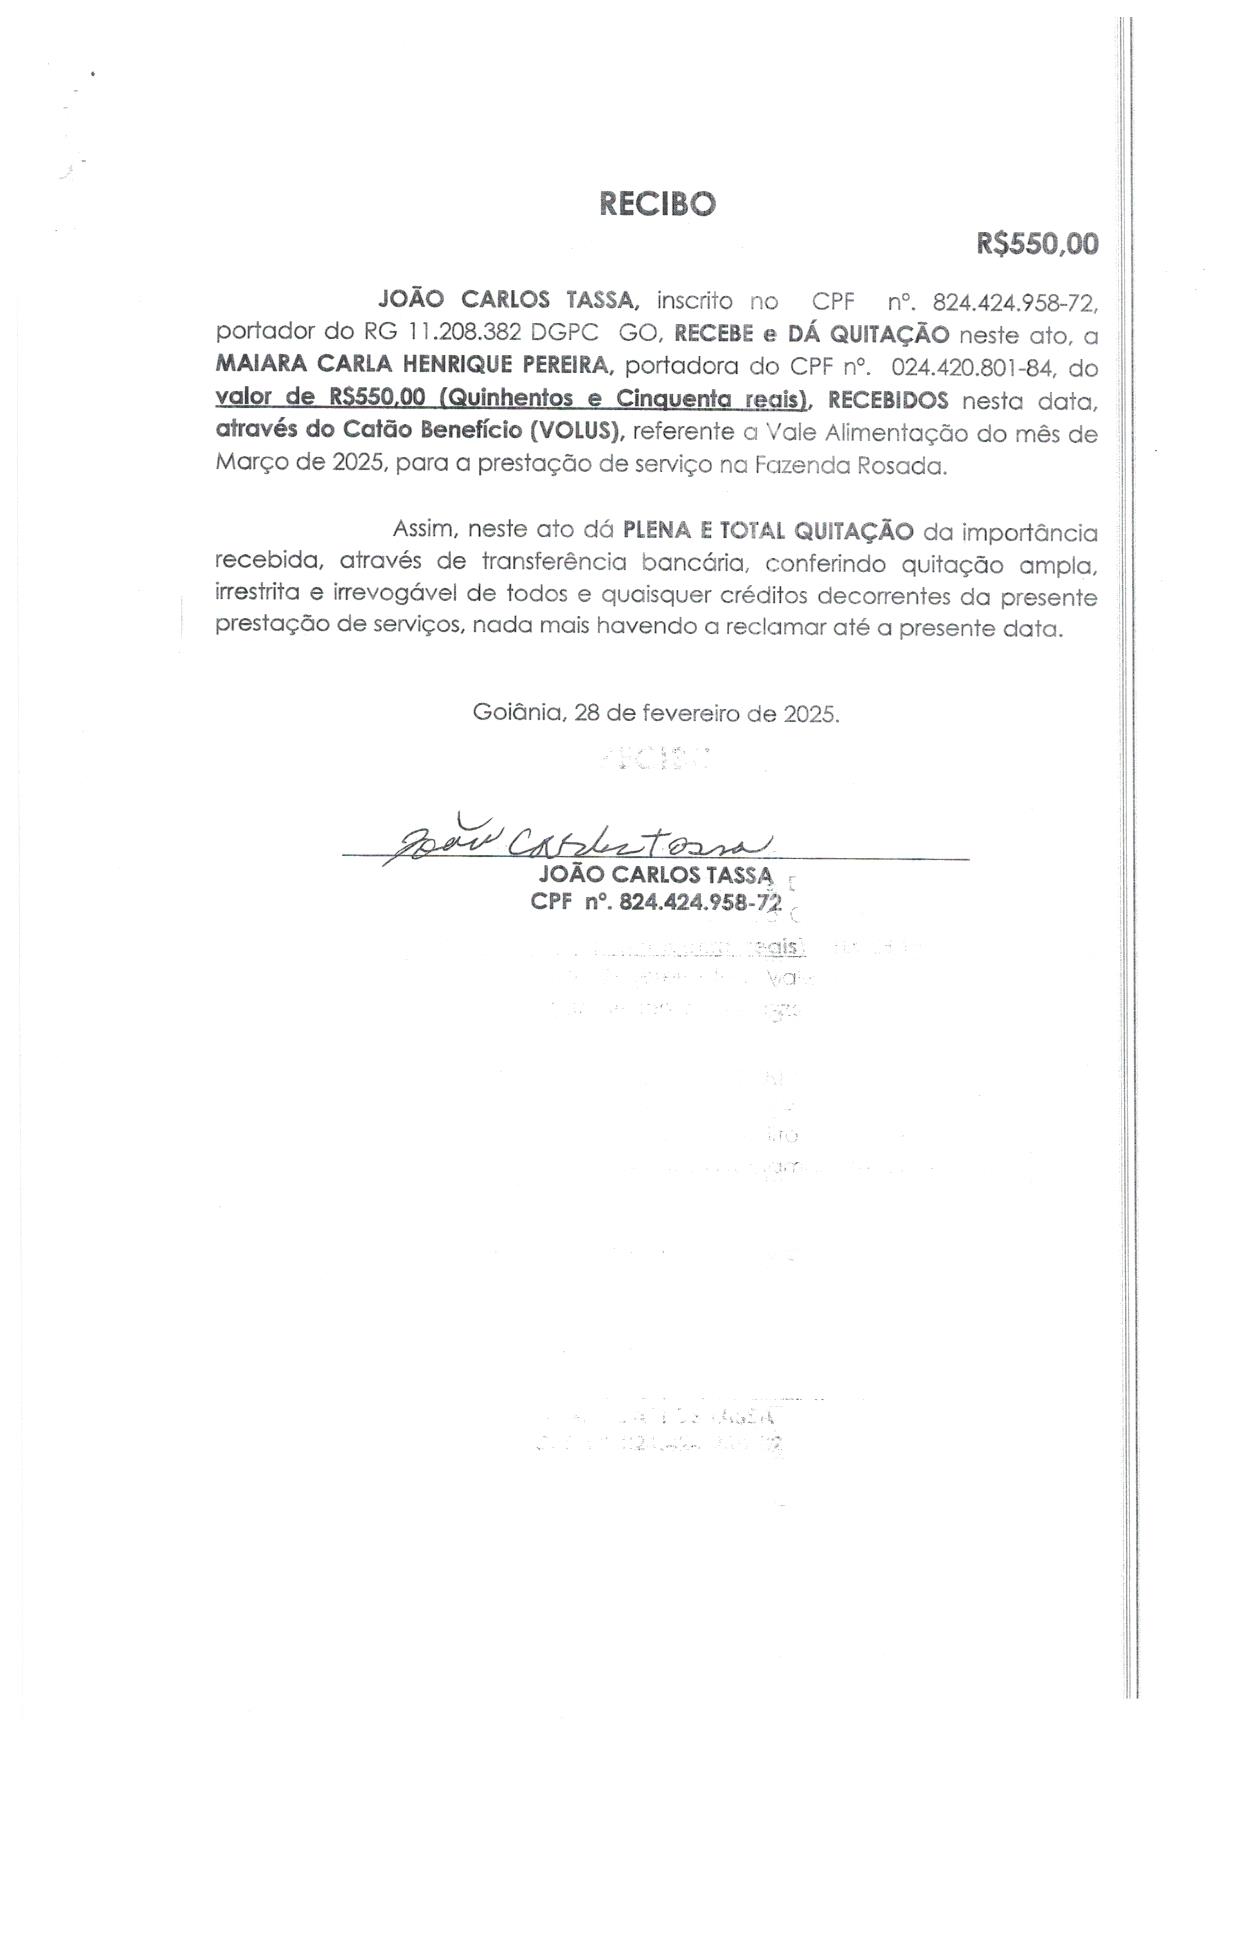 RECIBO
R$550,00
JOÃO CARLOS TASSA, inscrito no CPF nº. 824.424.958-72,
portador do RG 11.208.382 DGPC GO, RECEBE e DÁ QUITAÇÃO neste ato, a
MAIARA CARLA HENRIQUE PEREIRA, portadora do CPF nº. 024.420.801-84, do
valor de R$550,00 (Quinhentos e Cinquenta reais), RECEBIDOS nesta data,
através do Catão Benefício (VOLUS), referente a Vale Alimentação do mês de
Março de 2025, para a prestação de serviço na Fazenda Rosada.
Assim, neste ato dá PLENA E TOTAL QUITAÇÃO da importância
recebida, através de transferência bancária, conferindo quitação ampla,
irrestrita e irrevogável de todos e quaisquer créditos decorrentes da presente
prestação de serviços, nada mais havendo a reclamar até a presente data.
Goiânia, 28 de fevereiro de 2025.
João Carlos Tassa
JOÃO CARLOS TASSA
CPF nº. 824.424.958-72
reais)